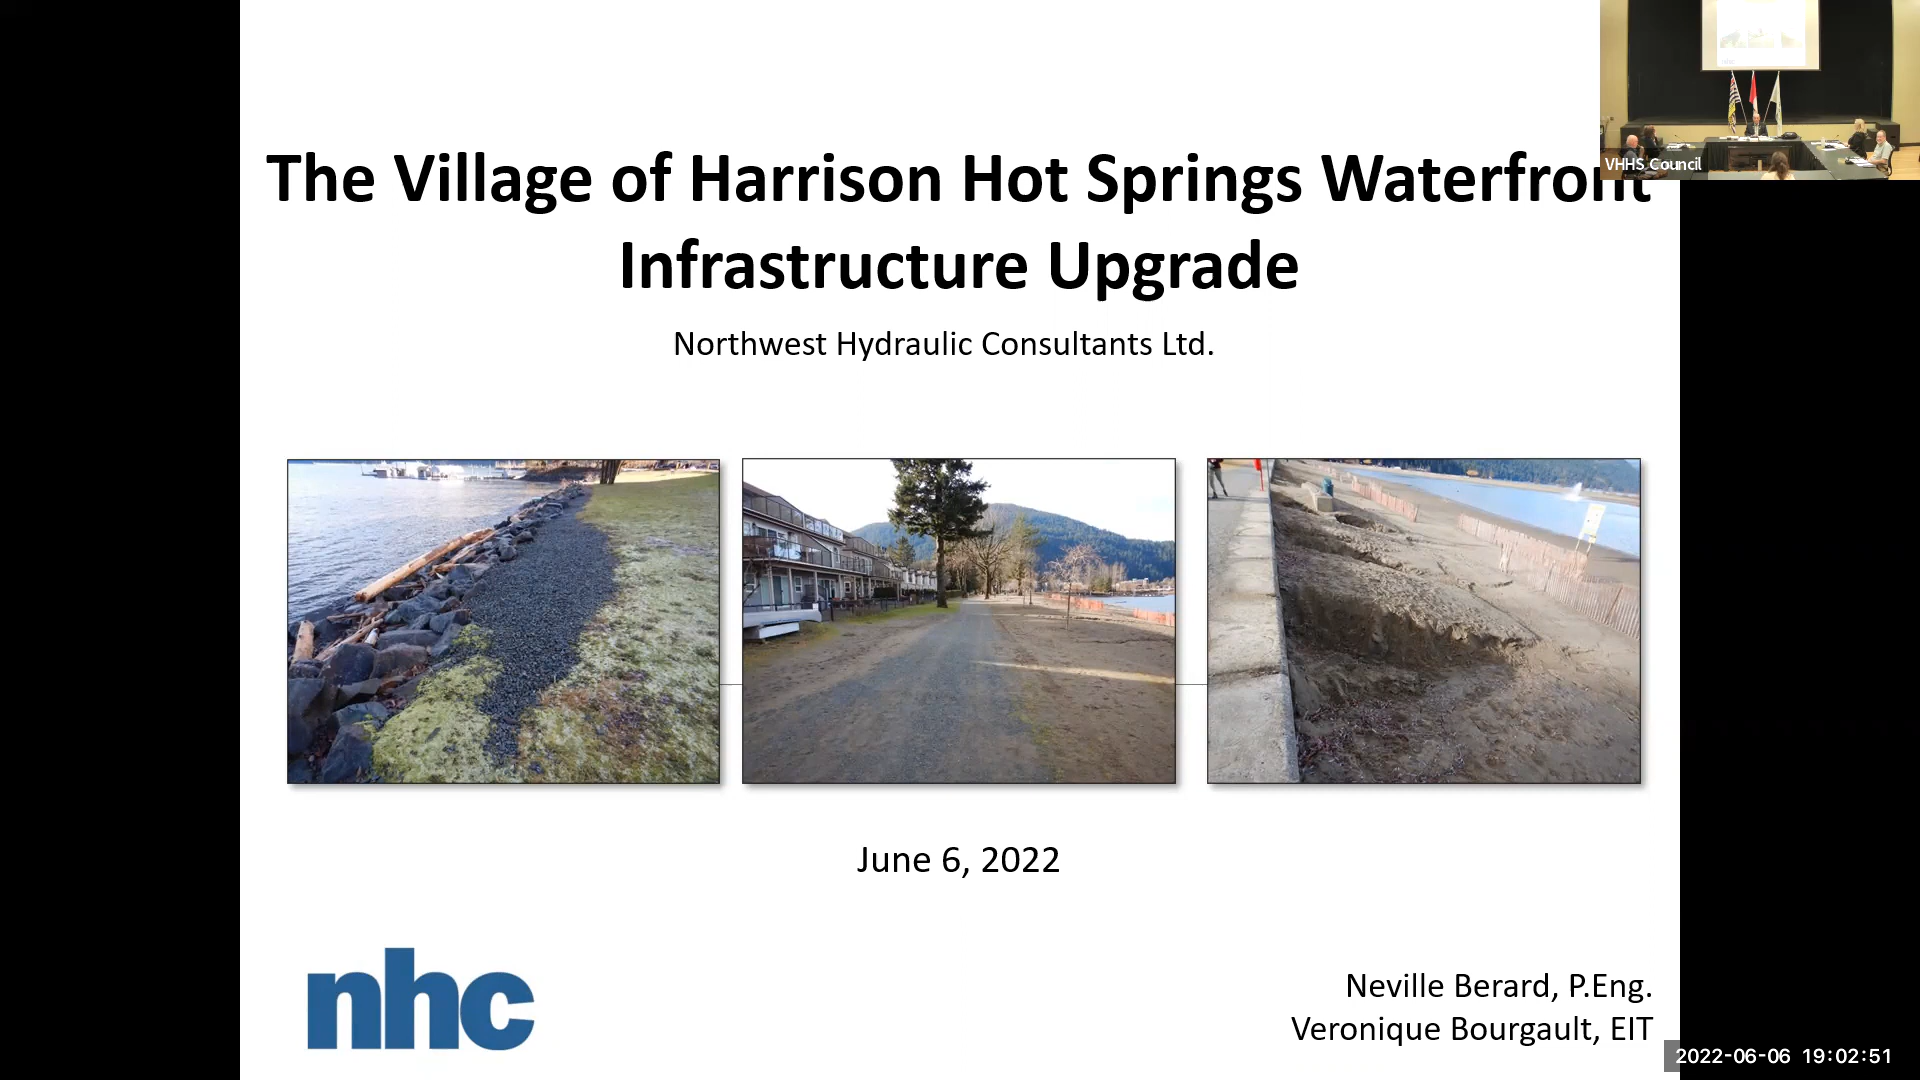 The Village of Harrison Hot Springs Waterfront
Infrastructure Upgrade
Northwest Hydraulic Consultants Ltd.
June 6, 2022
nhc
Neville Berard, P.Eng.
Veronique Bourgault, EIT
VHHS Council
2022-06-06 19:02:51